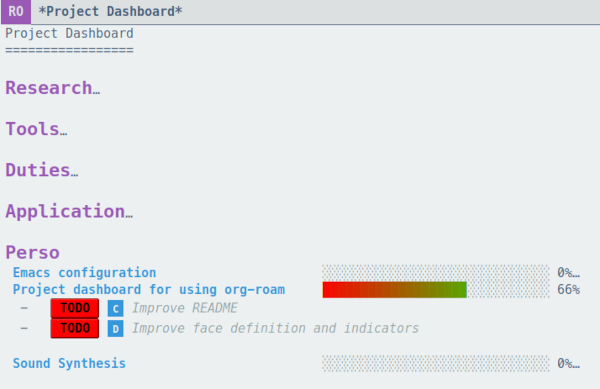 RO *Project Dashboard*
Project Dashboard
=================
Research…
Tools…
Duties…
Application…
Perso
Emacs configuration 0%…
Project dashboard for using org-roam 66%
- TODO C Improve README
- TODO D Improve face definition and indicators
Sound Synthesis 0%…